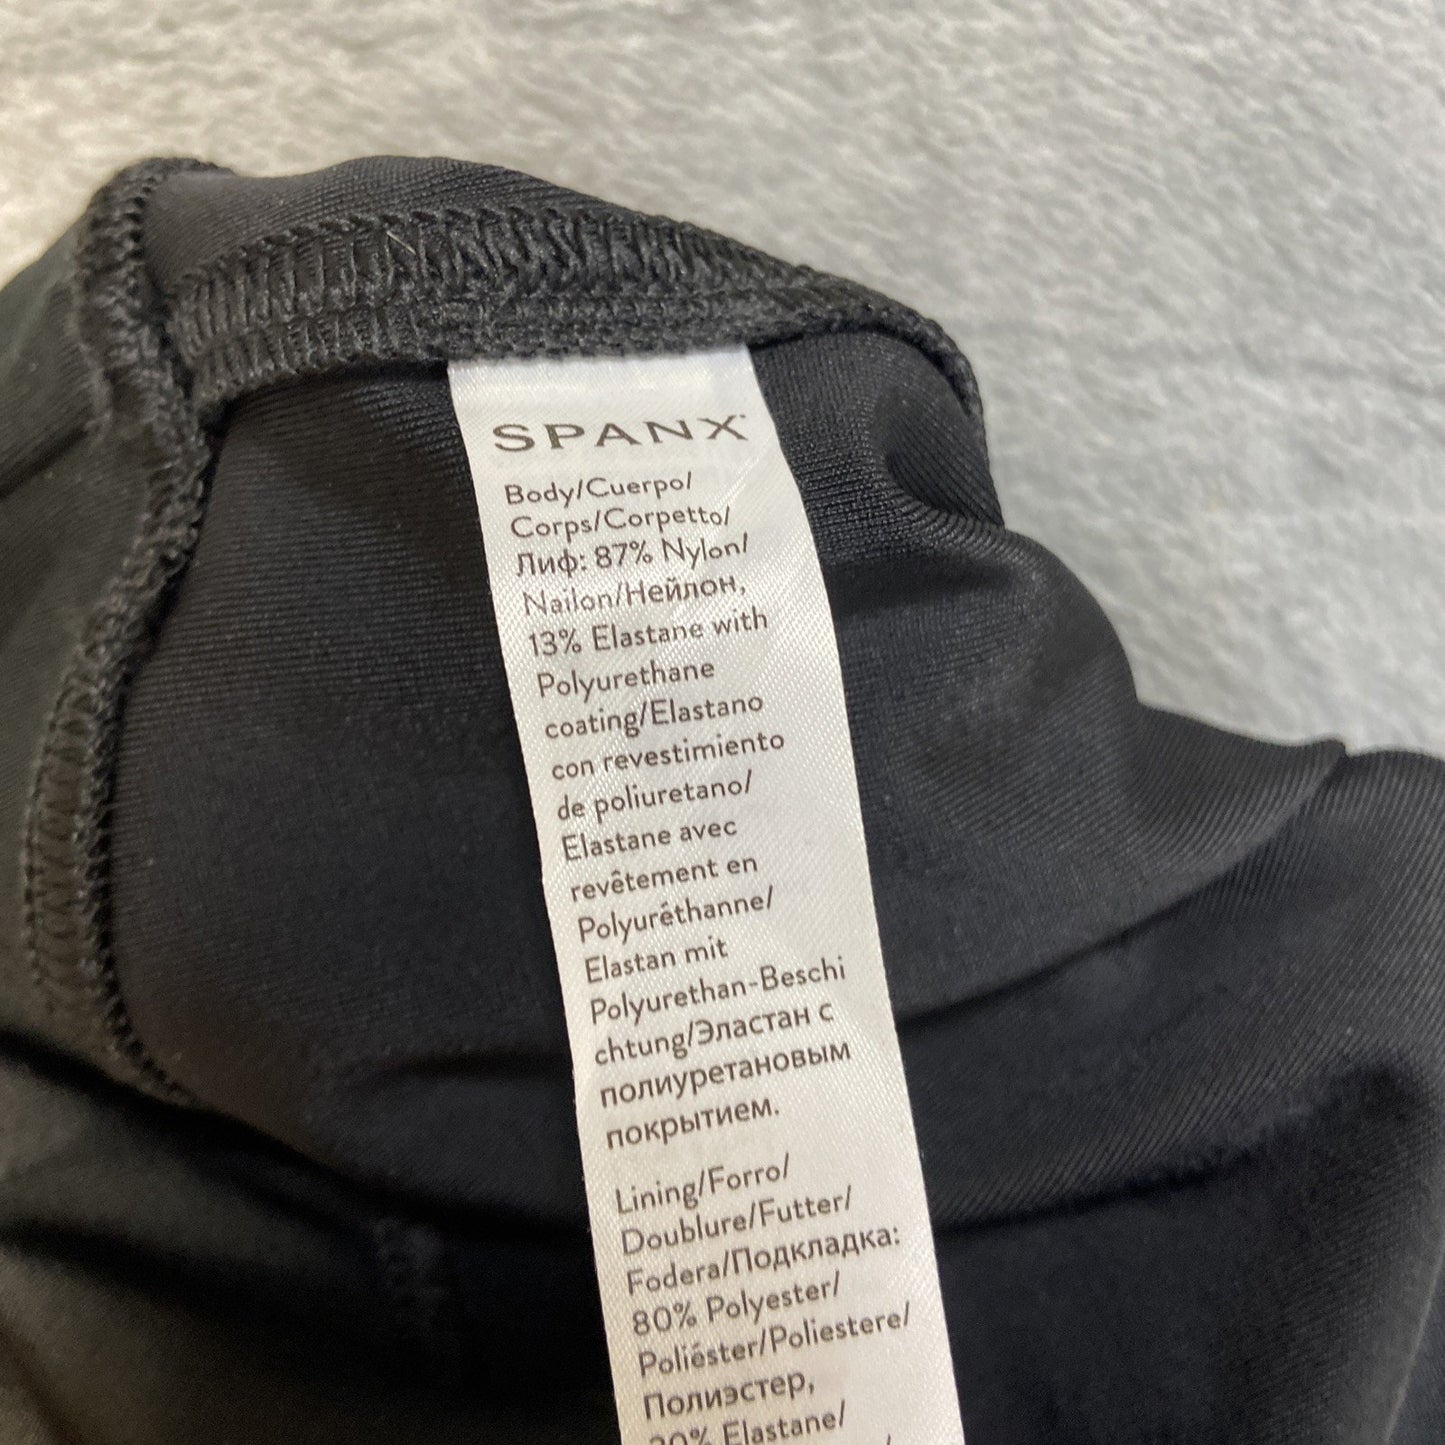 SPANX
Body/Cuerpo/
Corps/Corpetto/
Лиф: 87% Nylon/
Nailon/Нейлон,
13% Elastane with
Polyurethane
coating/Elastano
con revestimiento
de poliuretano/
Elastane avec
revêtement en
Polyuréthanne/
Elastan mit
Polyurethan-Beschi
chtung/Эластан с
полиуретановым
покрытием.
Lining/Forro/
Doublure/Futter/
Fodera/Подкладка:
80% Polyester/
Poliéster/Poliestere/
Полиэстер,
20% Elastane/